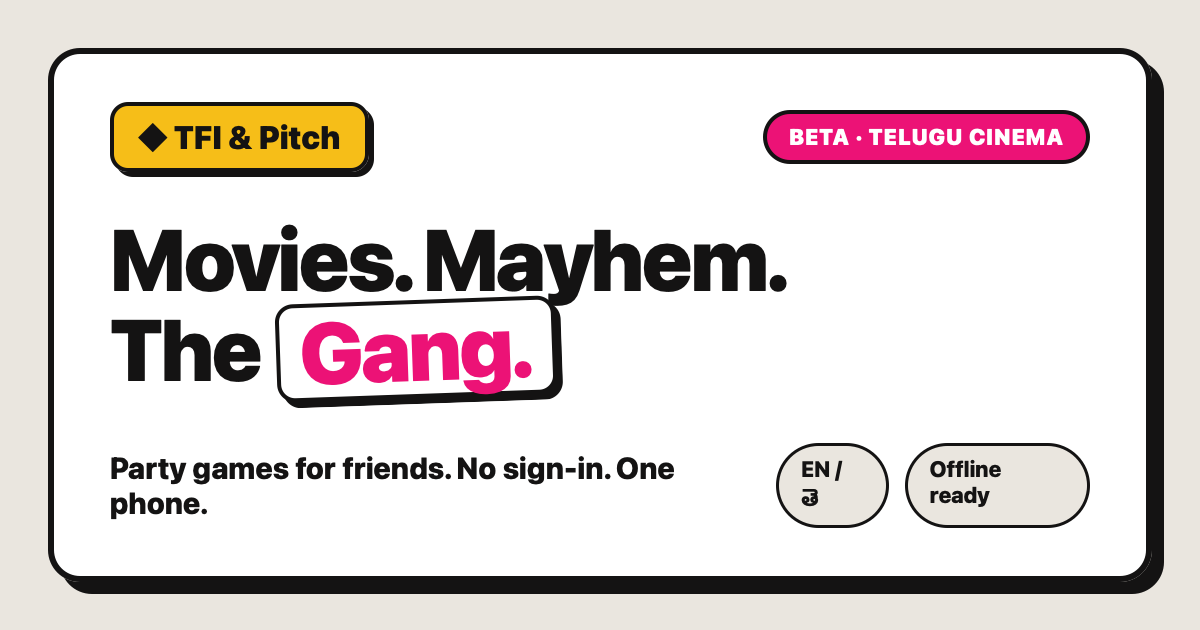 ◆ TFI & Pitch
BETA · TELUGU CINEMA
Movies. Mayhem.
The Gang.
Party games for friends. No sign-in. One
phone.
EN /
తె
Offline
ready